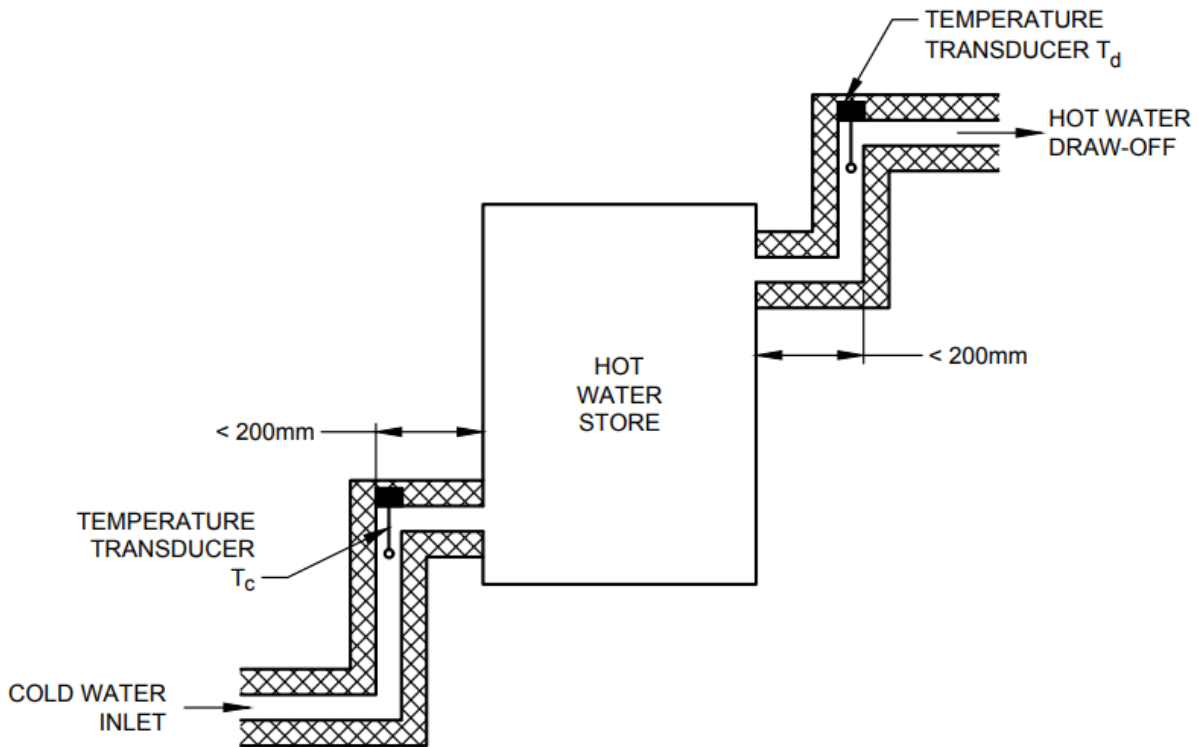 TEMPERATURE
TRANSDUCER Td
HOT WATER
DRAW-OFF
< 200mm
HOT
WATER
STORE
< 200mm
TEMPERATURE
TRANSDUCER
Tc
COLD WATER
INLET